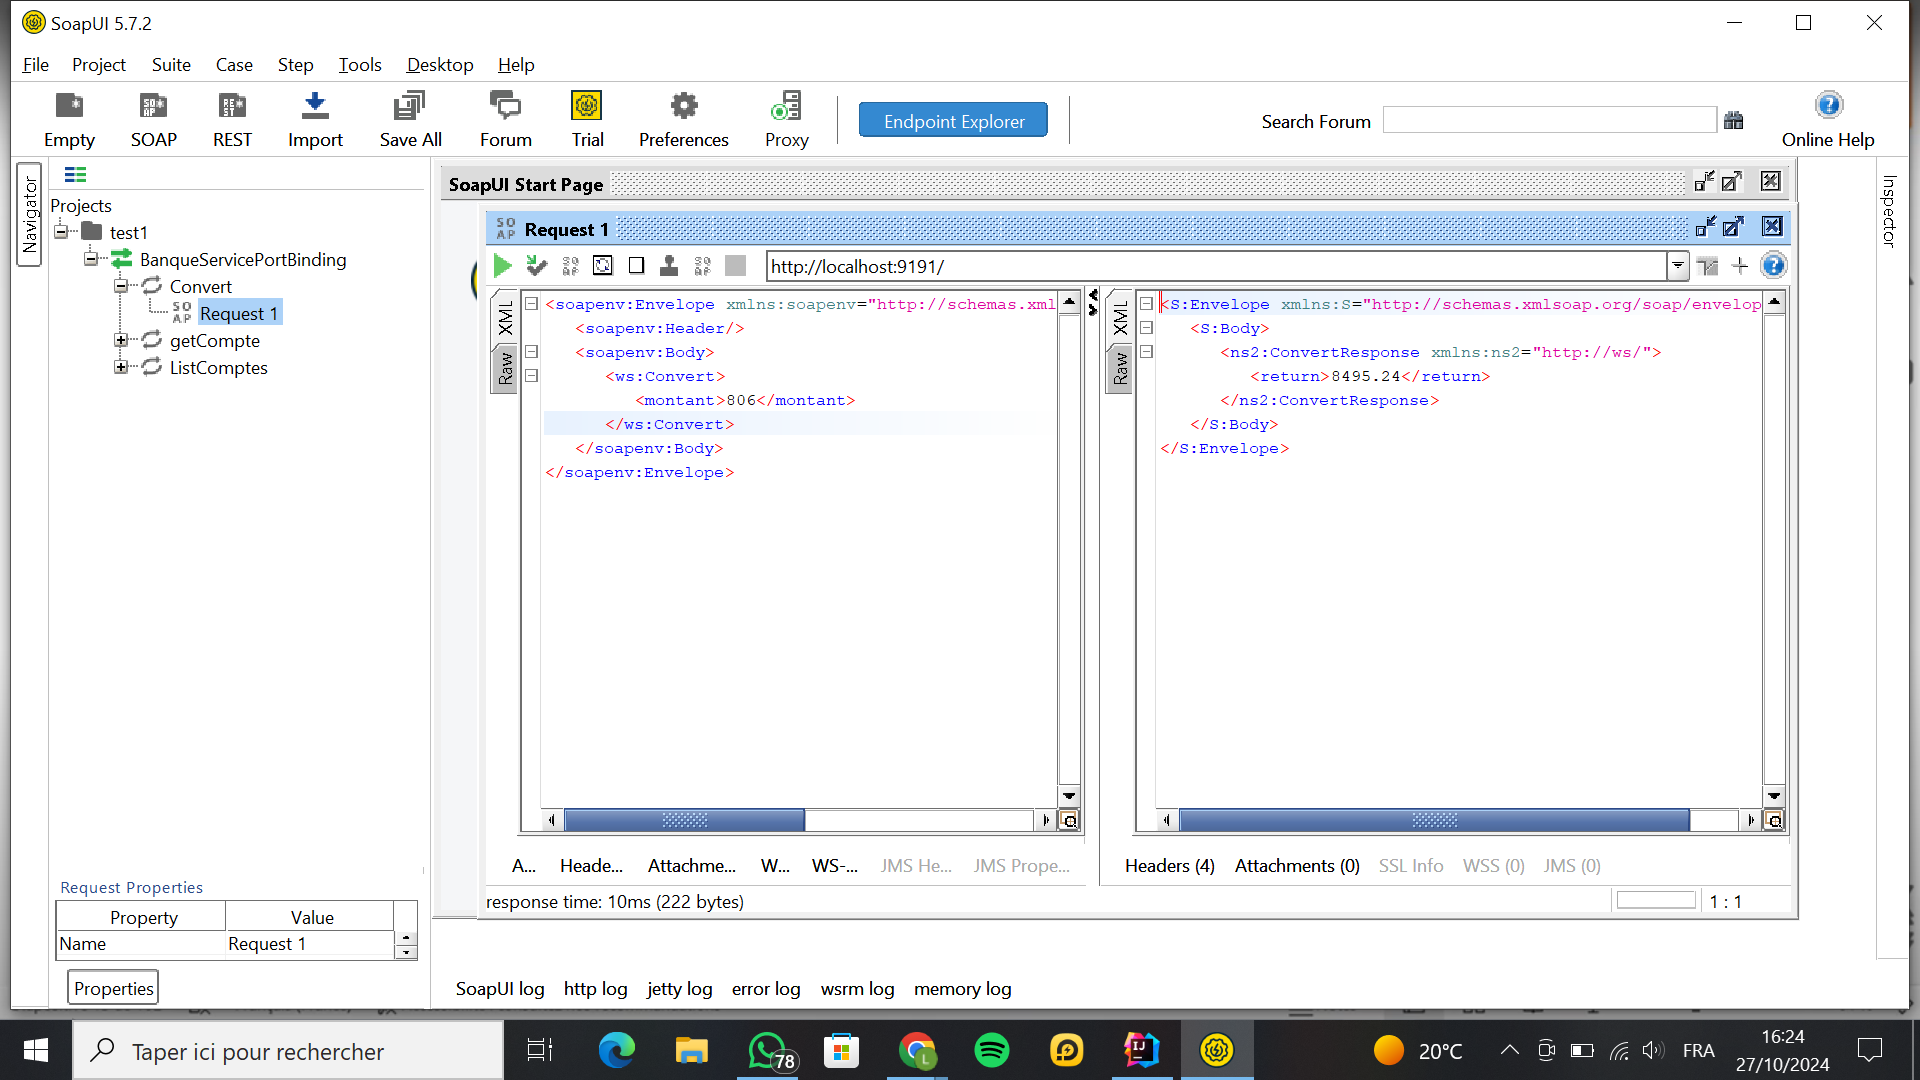 SoapUI 5.7.2
File Project Suite Case Step Tools Desktop Help
Empty SOAP REST Import Save All Forum Trial Preferences Proxy Endpoint Explorer Search Forum Online Help
Navigator
Inspector
Projects
test1
BanqueServicePortBinding
Convert
Request 1
getCompte
ListComptes
SoapUI Start Page
Request 1
http://localhost:9191/
XML
Raw
<soapenv:Envelope xmlns:soapenv="http://schemas.xml
<soapenv:Header/>
<soapenv:Body>
<ws:Convert>
<montant>806</montant>
</ws:Convert>
</soapenv:Body>
</soapenv:Envelope>
XML
Raw
<S:Envelope xmlns:S="http://schemas.xmlsoap.org/soap/envelop
<S:Body>
<ns2:ConvertResponse xmlns:ns2="http://ws/">
<return>8495.24</return>
</ns2:ConvertResponse>
</S:Body>
</S:Envelope>
A... Heade... Attachme... W... WS-... JMS He... JMS Prope...
Headers (4) Attachments (0) SSL Info WSS (0) JMS (0)
response time: 10ms (222 bytes)
1 : 1
Request Properties
Property Value
Name Request 1
Properties
SoapUI log http log jetty log error log wsrm log memory log
Taper ici pour rechercher
78
20°C
FRA
16:24
27/10/2024